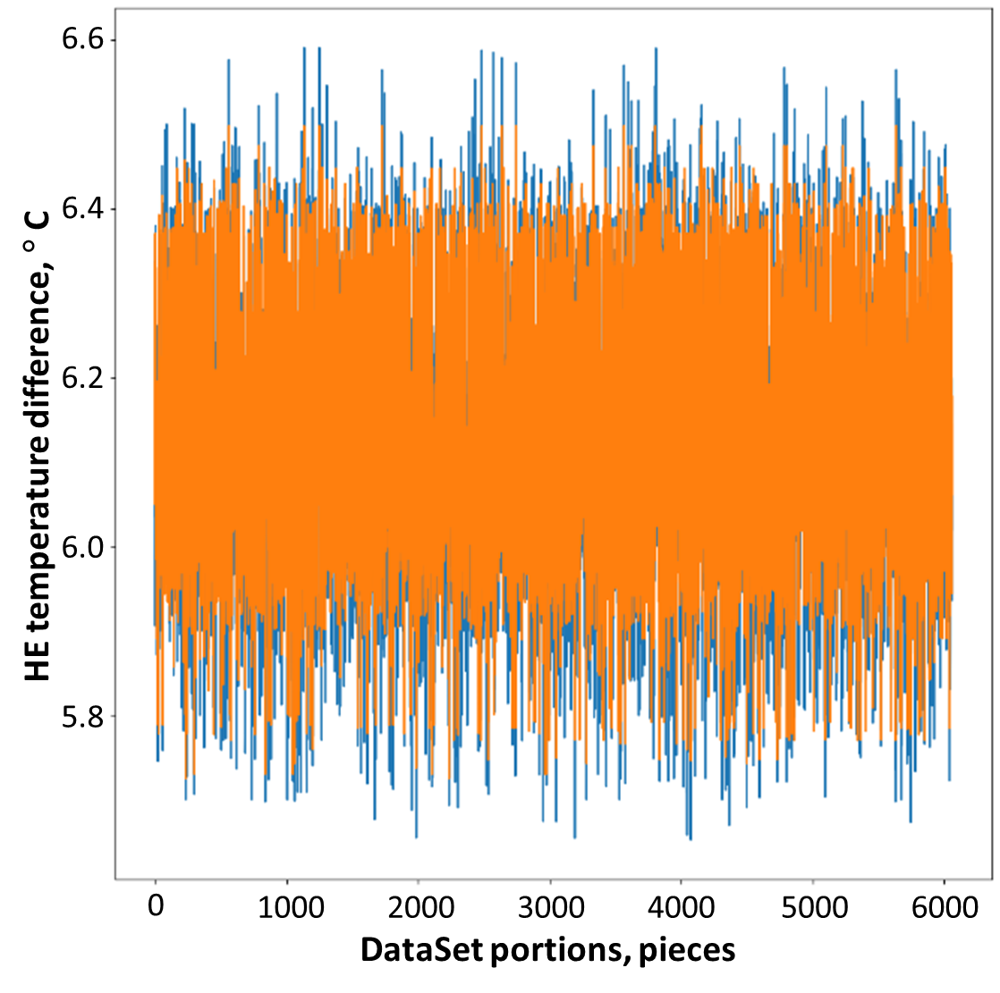 HE temperature difference, ° C
6.6
6.4
6.2
6.0
5.8
0 1000 2000 3000 4000 5000 6000
DataSet portions, pieces